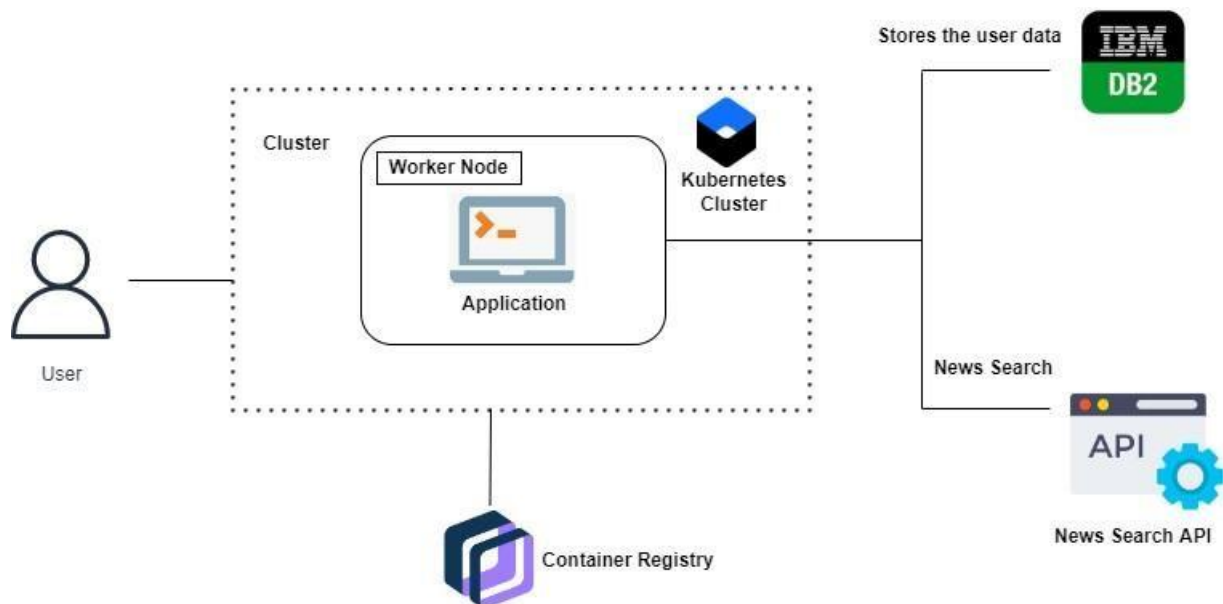 Stores the user data
IBM
DB2
Cluster
Worker Node
Kubernetes
Cluster
Application
User
News Search
API
News Search API
Container Registry